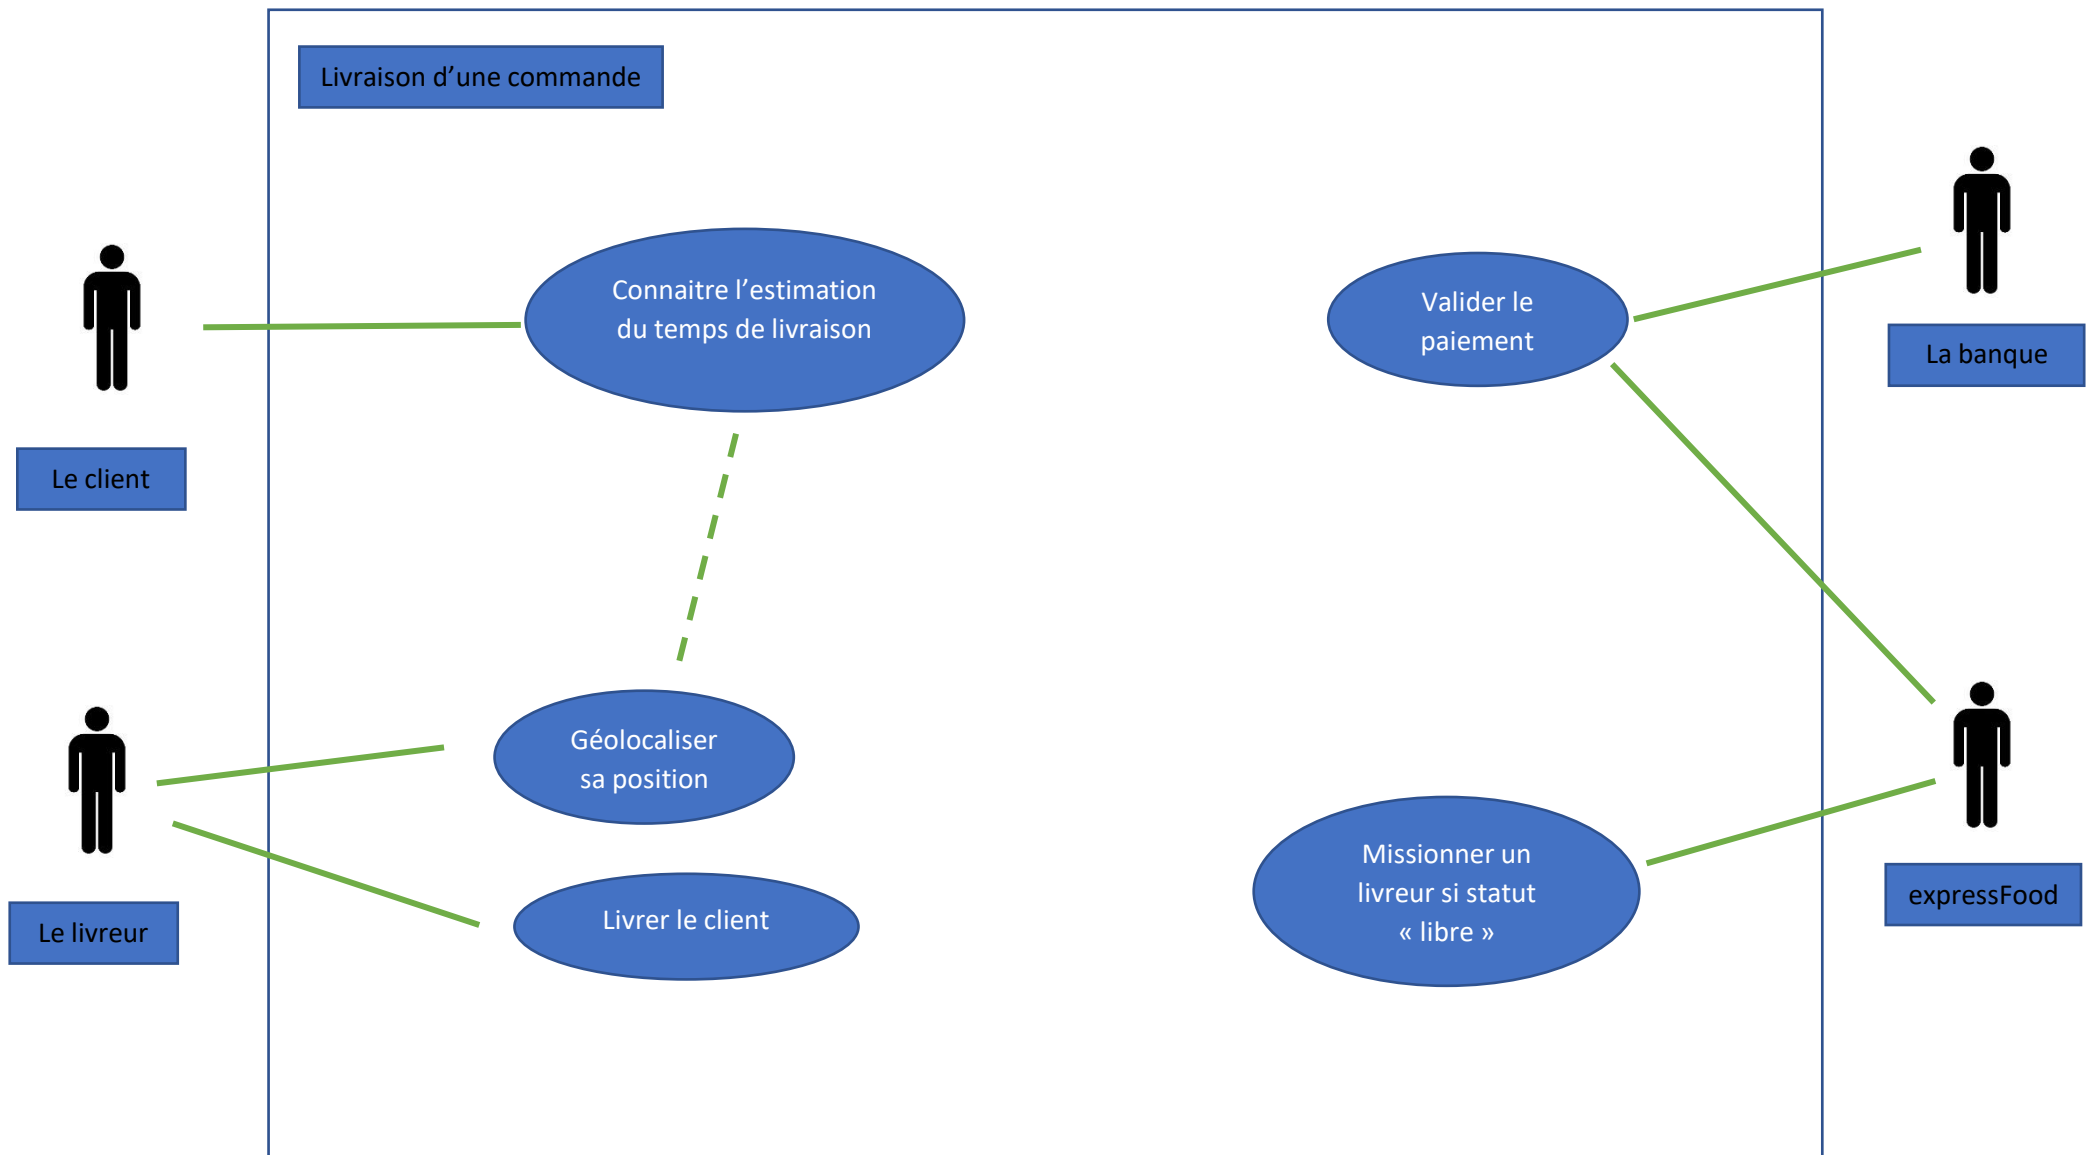 Livraison d’une commande
Connaitre l’estimation
du temps de livraison
Valider le
paiement
La banque
Le client
Géolocaliser
sa position
Livrer le client
Missionner un
livreur si statut
« libre »
Le livreur
expressFood